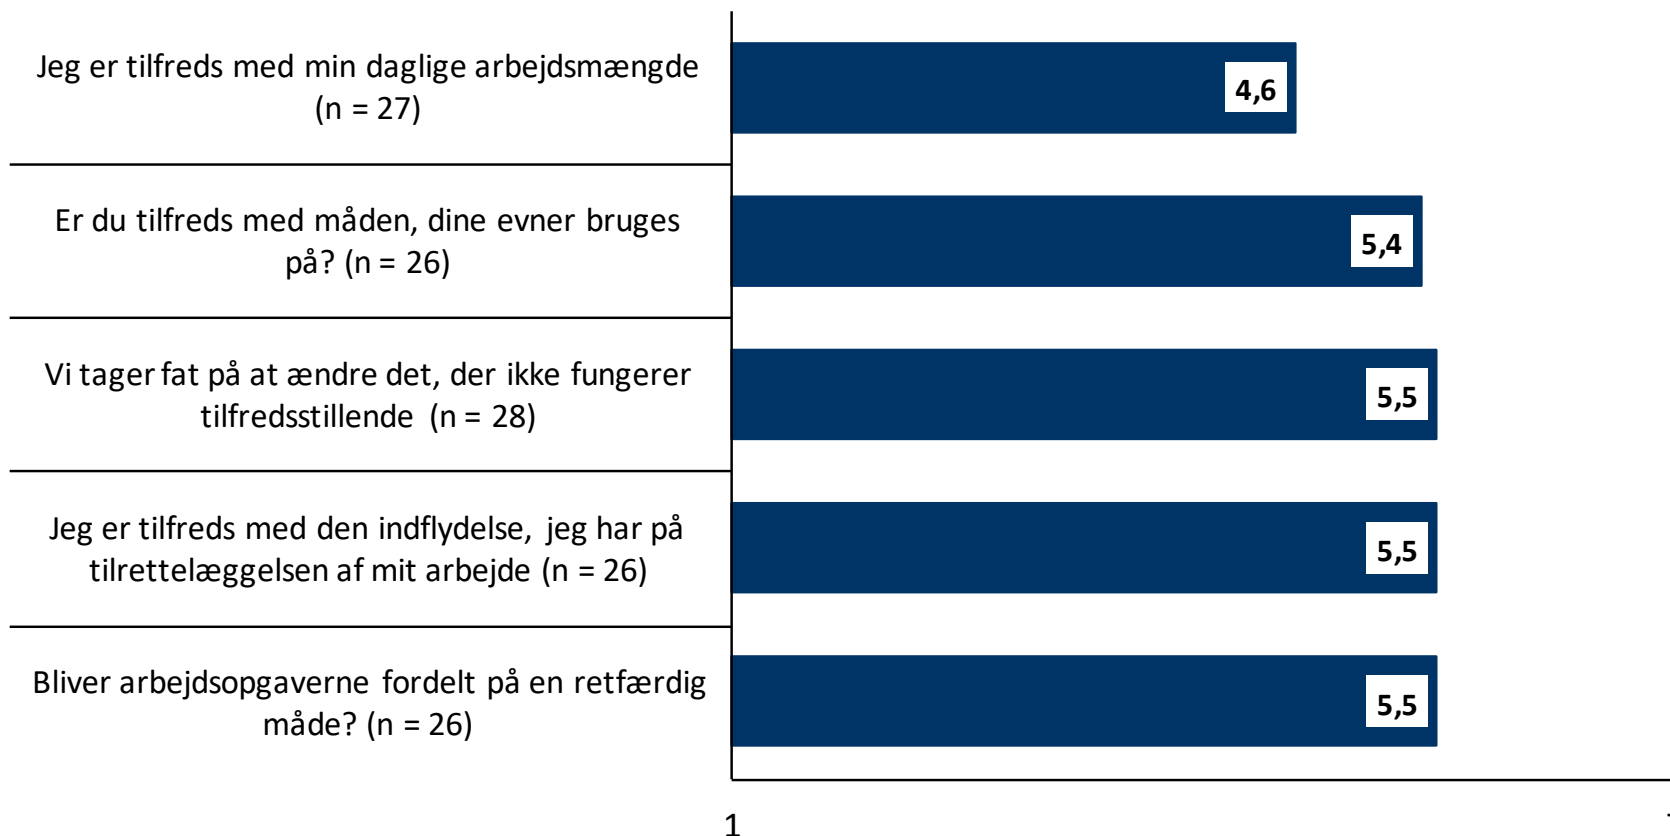 Jeg er tilfreds med min daglige arbejdsmængde
(n = 27)
4,6
Er du tilfreds med måden, dine evner bruges
på? (n = 26)
5,4
Vi tager fat på at ændre det, der ikke fungerer
tilfredsstillende (n = 28)
5,5
Jeg er tilfreds med den indflydelse, jeg har på
tilrettelæggelsen af mit arbejde (n = 26)
5,5
Bliver arbejdsopgaverne fordelt på en retfærdig
måde? (n = 26)
5,5
1